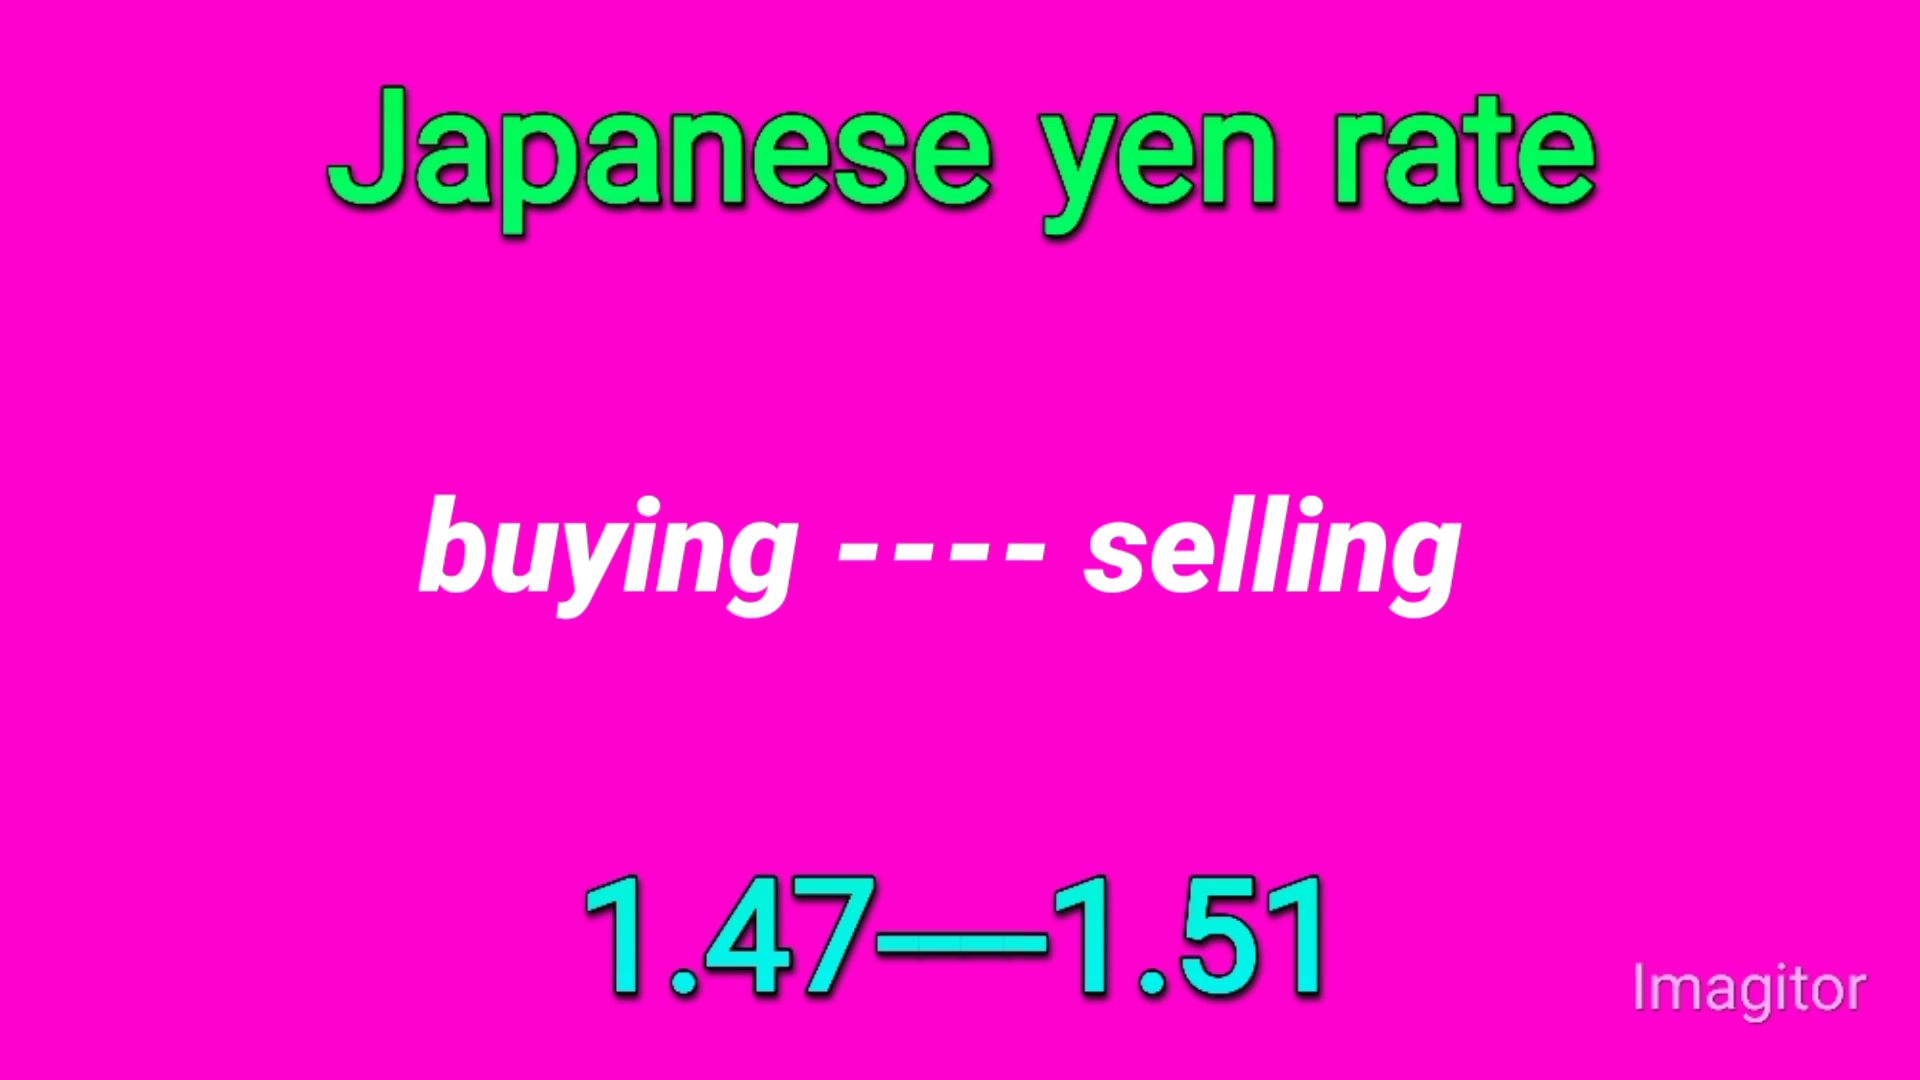 Japanese yen rate
buying ---- selling
1.47—1.51
Imagitor